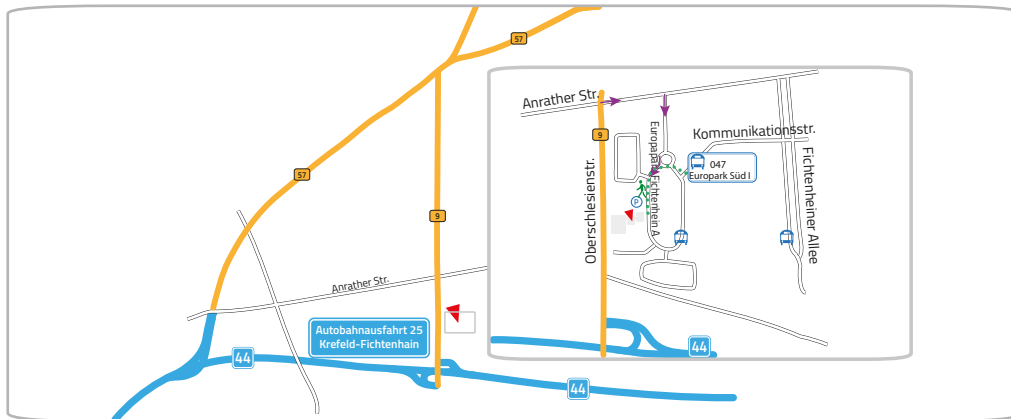 57
57
9
Anrather Str.
Autobahnausfahrt 25
Krefeld-Fichtenhain
44
44
Anrather Str.
9
Oberschlesienstr.
Europapark Fichtenhein A
Kommunikationsstr.
047
Europark Süd I
P
Fichtenheiner Allee
44